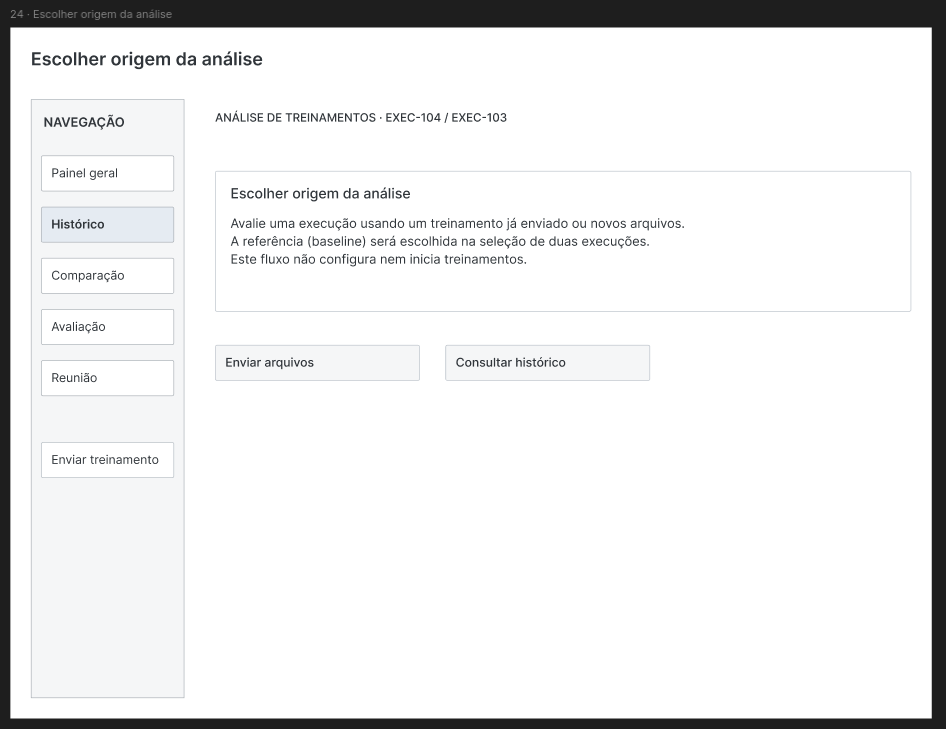 24 · Escolher origem da análise
Escolher origem da análise
NAVEGAÇÃO
Painel geral
Histórico
Comparação
Avaliação
Reunião
Enviar treinamento
ANÁLISE DE TREINAMENTOS · EXEC-104 / EXEC-103
Escolher origem da análise
Avalie uma execução usando um treinamento já enviado ou novos arquivos.
A referência (baseline) será escolhida na seleção de duas execuções.
Este fluxo não configura nem inicia treinamentos.
Enviar arquivos
Consultar histórico